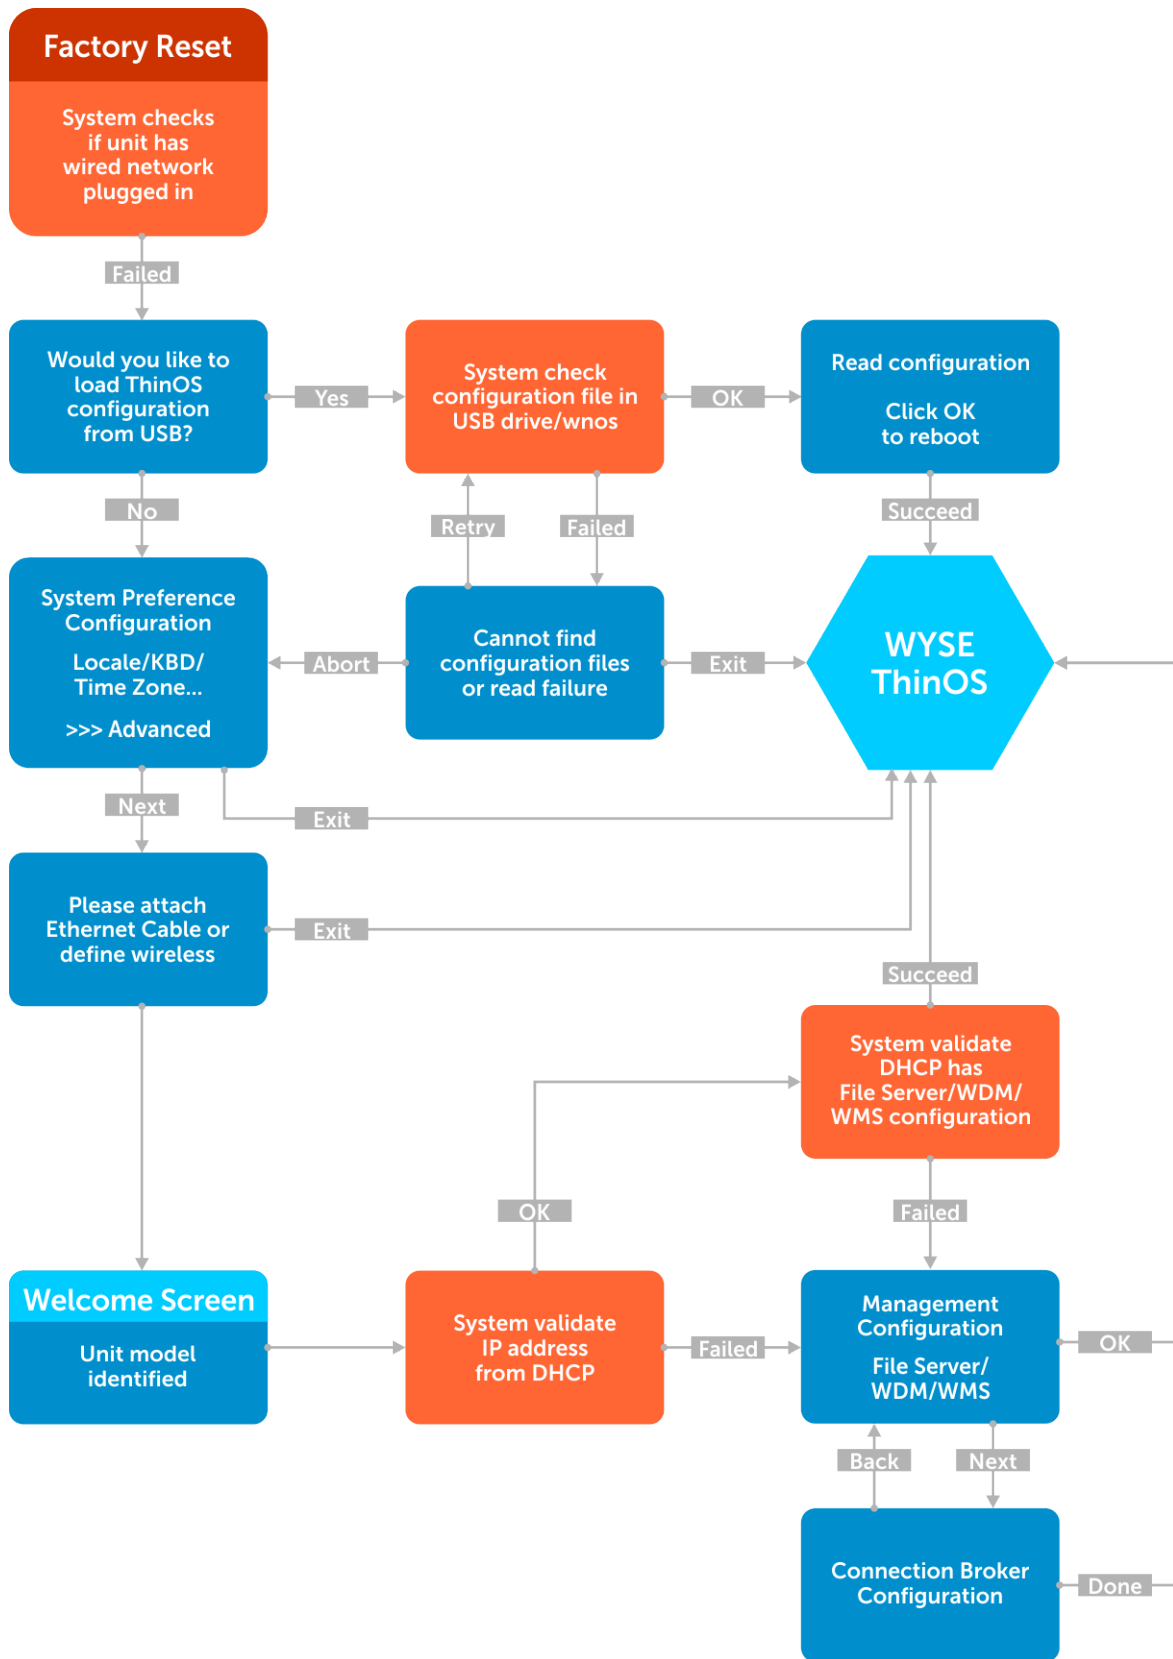 Factory Reset
System checks
if unit has
wired network
plugged in
Failed
Would you like to
load ThinOS
configuration
from USB?
Yes
System check
configuration file in
USB drive/wnos
OK
Read configuration
Click OK
to reboot
No
Retry
Failed
Succeed
System Preference
Configuration
Locale/KBD/
Time Zone...
>>> Advanced
Abort
Cannot find
configuration files
or read failure
Exit
WYSE
ThinOS
Next
Exit
Please attach
Ethernet Cable or
define wireless
Exit
Succeed
System validate
DHCP has
File Server/WDM/
WMS configuration
OK
Failed
Welcome Screen
Unit model
identified
System validate
IP address
from DHCP
Failed
Management
Configuration
File Server/
WDM/WMS
OK
Back
Next
Connection Broker
Configuration
Done